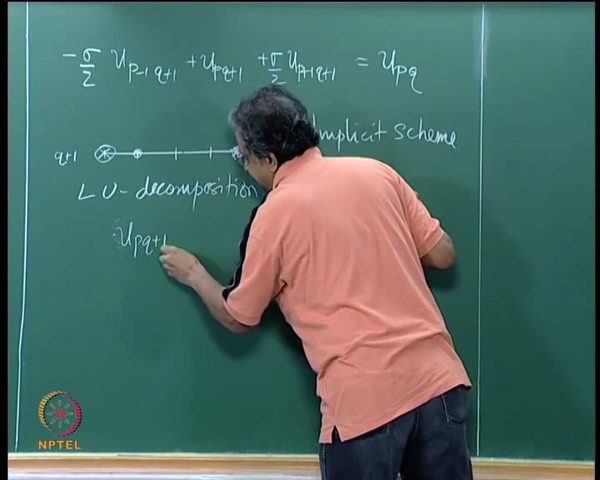 -σ/2 u_{p-1 q+1} + u_{pq+1} + σ/2 u_{p+1 q+1} = u_{pq}
Implicit scheme
q+1
LU-decomposition
u_{pq+1}
NPTEL